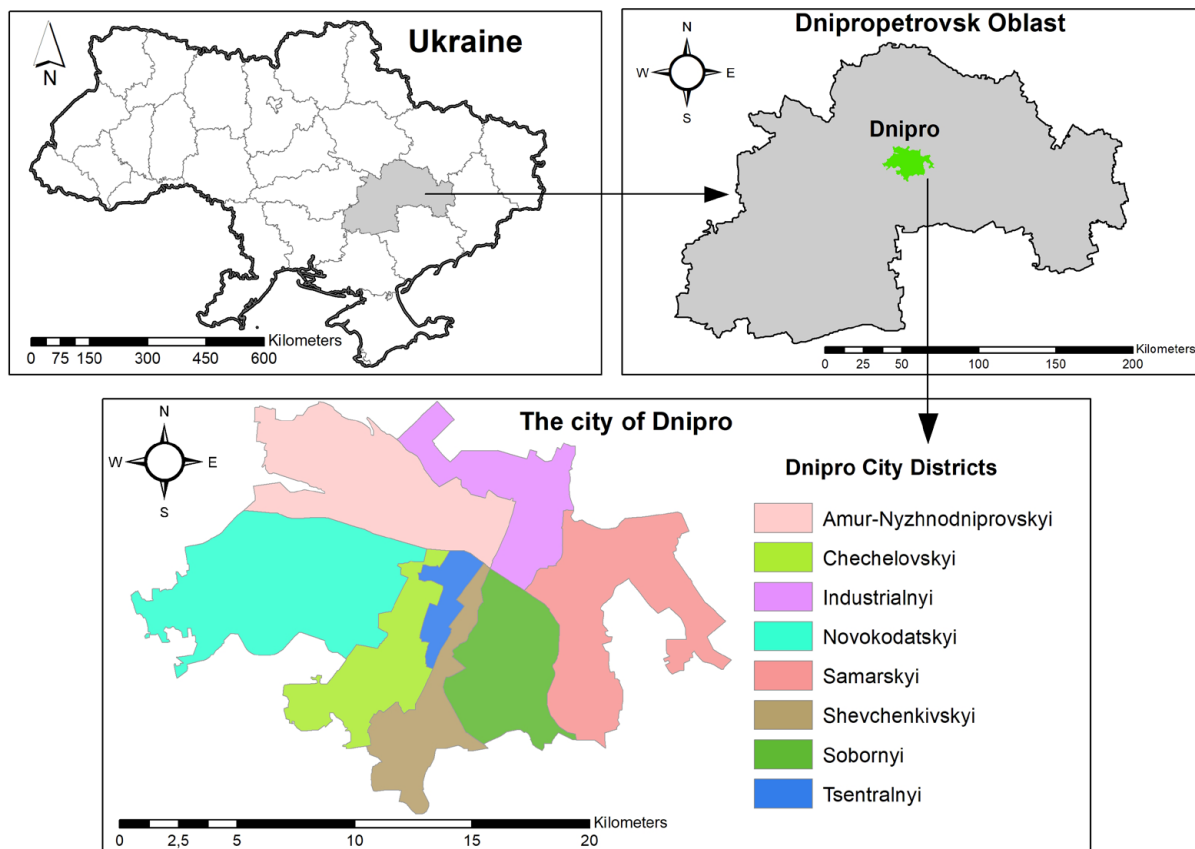 Ukraine
N
0 75 150 300 450 600 Kilometers
Dnipropetrovsk Oblast
N
W E
S
Dnipro
0 25 50 100 150 200 Kilometers
The city of Dnipro
N
W E
S
Dnipro City Districts
Amur-Nyzhnodniprovskyi
Chechelovskyi
Industrialnyi
Novokodatskyi
Samarskyi
Shevchenkivskyi
Sobornyi
Tsentralnyi
0 2,5 5 10 15 20 Kilometers